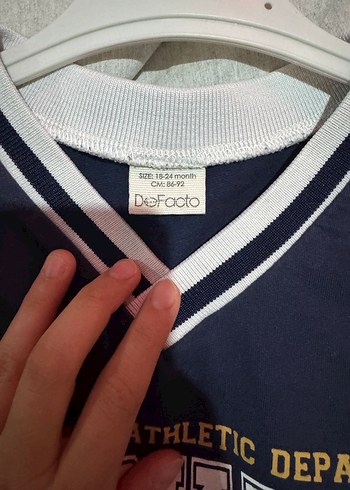 SIZE: 18-24 month
CM: 86-92
DeFacto
ATHLETIC DEPA